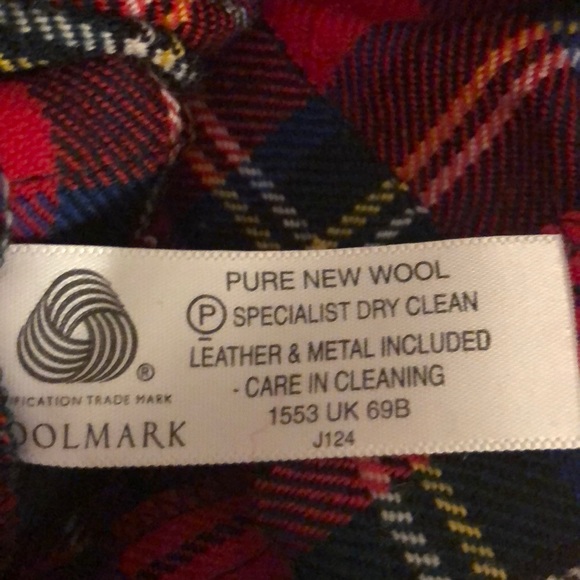 PURE NEW WOOL
P SPECIALIST DRY CLEAN
LEATHER & METAL INCLUDED
- CARE IN CLEANING
1553 UK 69B
J124
®
IFICATION TRADE MARK
OOLMARK